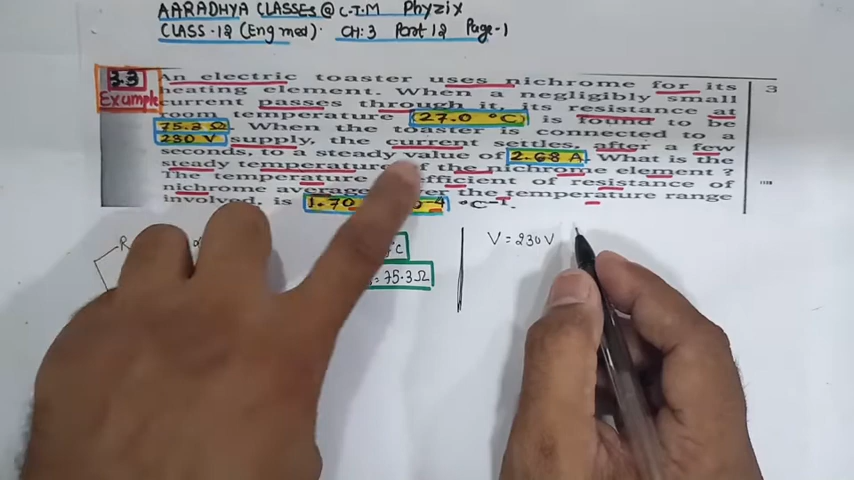 AARADHYA CLASSES @ C.T.M Phyzix
CLASS-12 (Eng med). CH:3 Part 12 Page-1
3.3
Example
An electric toaster uses nichrome for its
heating element. When a negligibly small
current passes through it, its resistance at
room temperature (27.0 °C) is found to be
75.3 Ω. When the toaster is connected to a
230 V supply, the current settles, after a few
seconds, to a steady value of 2.68 A. What is the
steady temperature of the nichrome element ?
The temperature coefficient of resistance of
nichrome averaged over the temperature range
involved, is 1.70 -4 °C⁻¹.
3
R
C
= 75.3 Ω
V = 230V